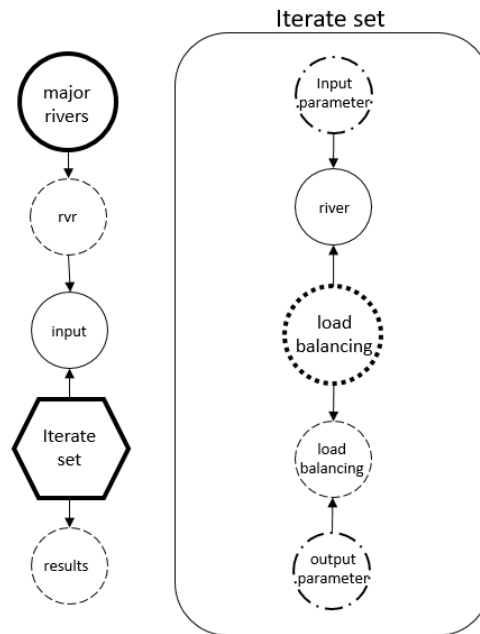 major
rivers
rvr
input
Iterate
set
results
Iterate set
Input
parameter
river
load
balancing
load
balancing
output
parameter